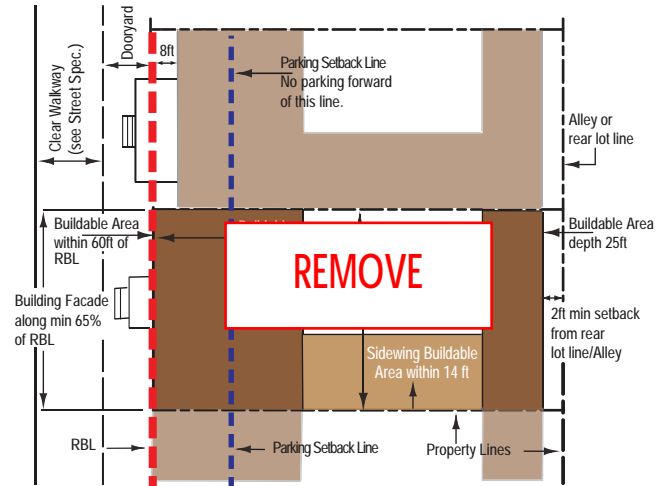 Clear Walkway
(see Street Spec.)
Dooryard
8ft
Parking Setback Line
No parking forward
of this line.
Alley or
rear lot line
Buildable Area
within 60ft of
RBL
Buildable Area
depth 25ft
REMOVE
Building Facade
along min 65%
of RBL
2ft min setback
from rear
lot line/Alley
Sidewing Buildable
Area within 14 ft
RBL
Parking Setback Line
Property Lines